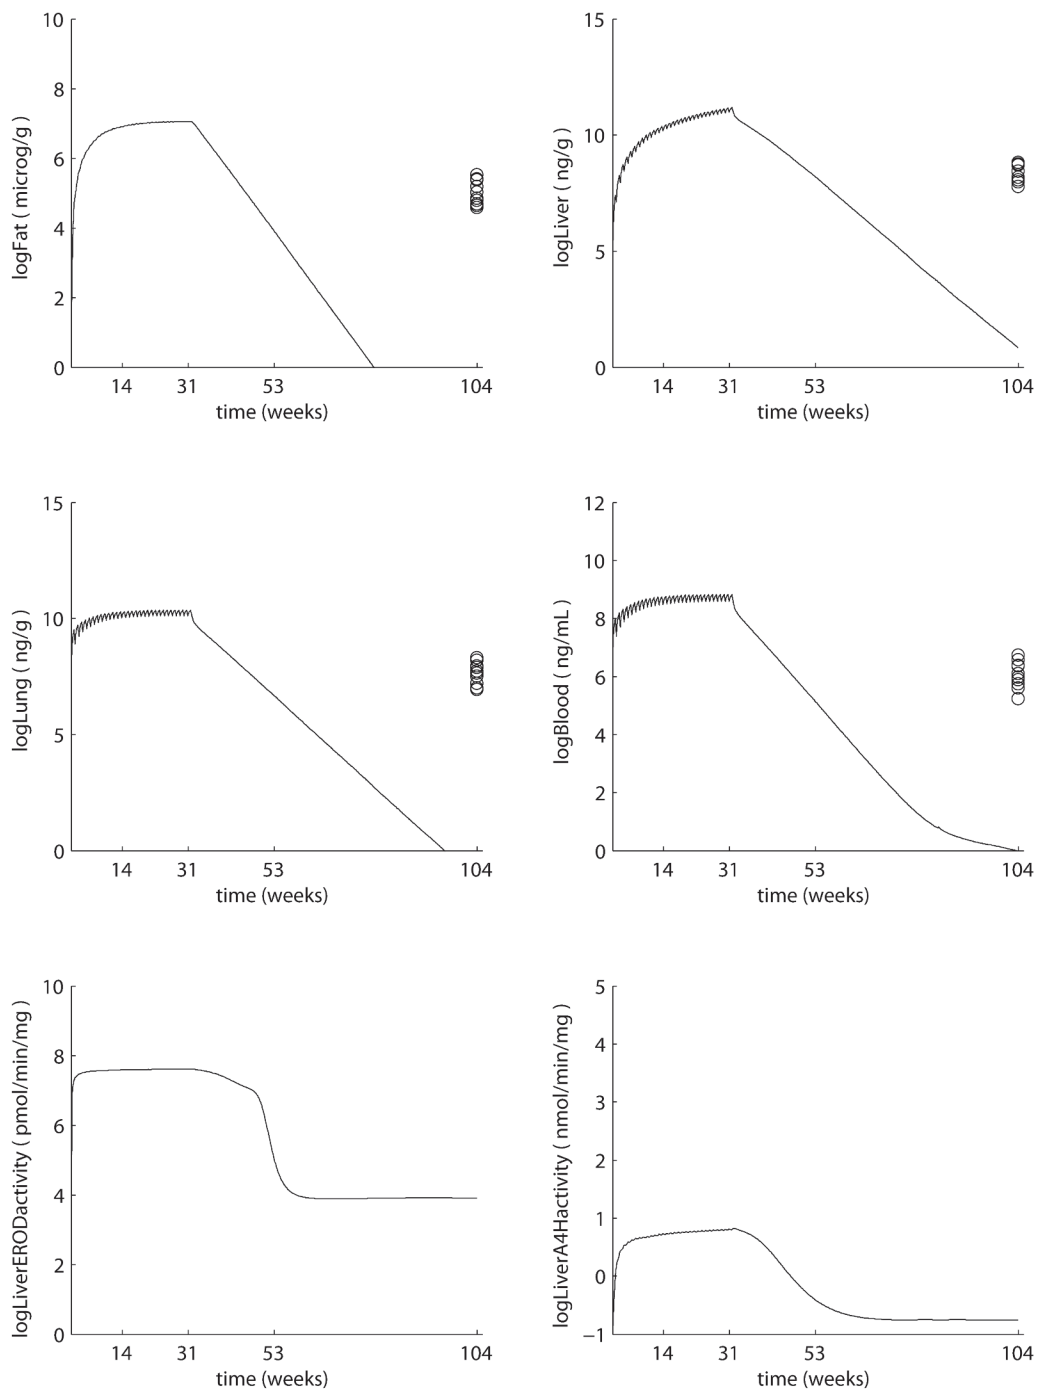 logFat ( microg/g )
10
8
6
4
2
0
14 31 53 104
time (weeks)
logLiver ( ng/g )
15
10
5
0
14 31 53 104
time (weeks)
logLung ( ng/g )
15
10
5
0
14 31 53 104
time (weeks)
logBlood ( ng/mL )
12
10
8
6
4
2
0
14 31 53 104
time (weeks)
logLiverERODactivity ( pmol/min/mg )
10
8
6
4
2
0
14 31 53 104
time (weeks)
logLiverA4Hactivity ( nmol/min/mg )
5
4
3
2
1
0
−1
14 31 53 104
time (weeks)